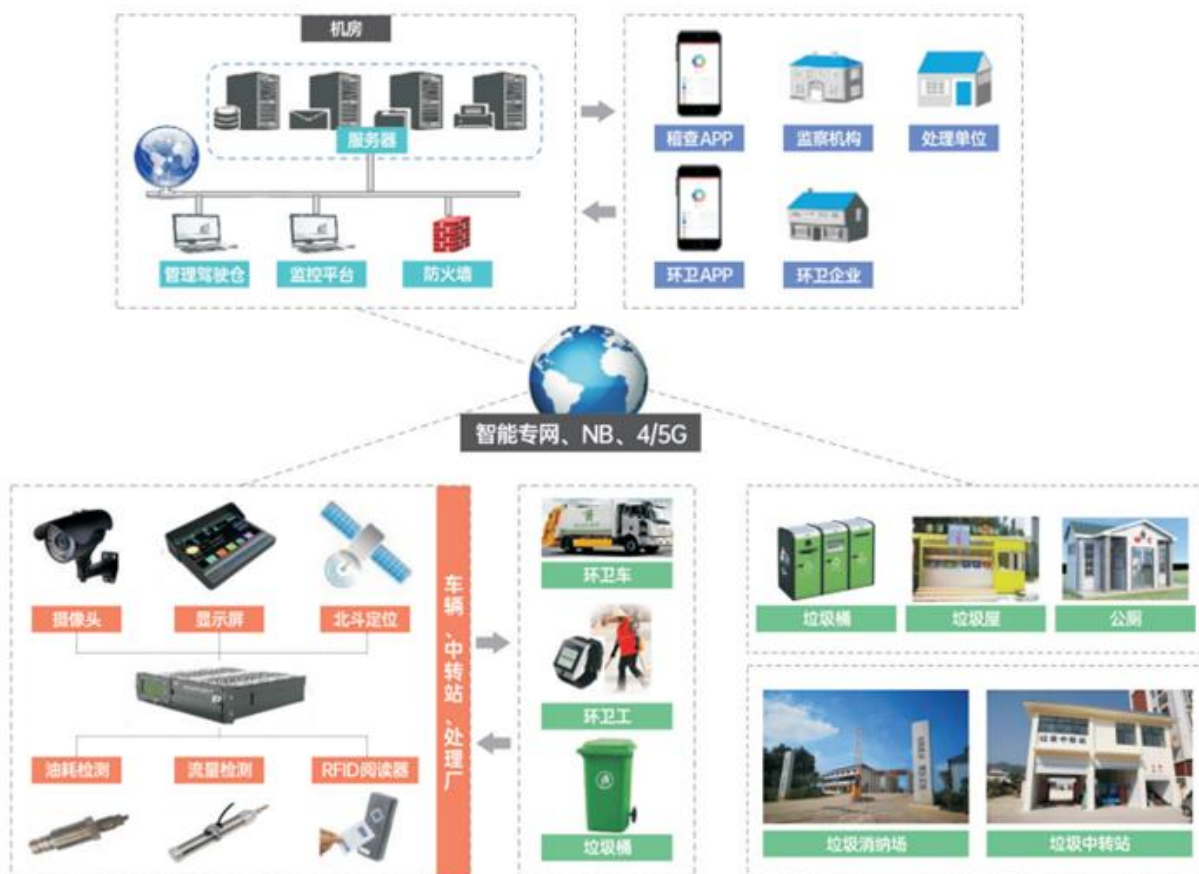 机房
服务器
管理驾驶仓
监控平台
防火墙
稽查APP
监察机构
处理单位
环卫APP
环卫企业
智能专网、NB、4/5G
摄像头
显示屏
北斗定位
油耗检测
流量检测
RFID阅读器
车辆、中转站、处理厂
环卫车
环卫工
垃圾桶
垃圾桶
垃圾屋
公厕
垃圾消纳场
垃圾中转站